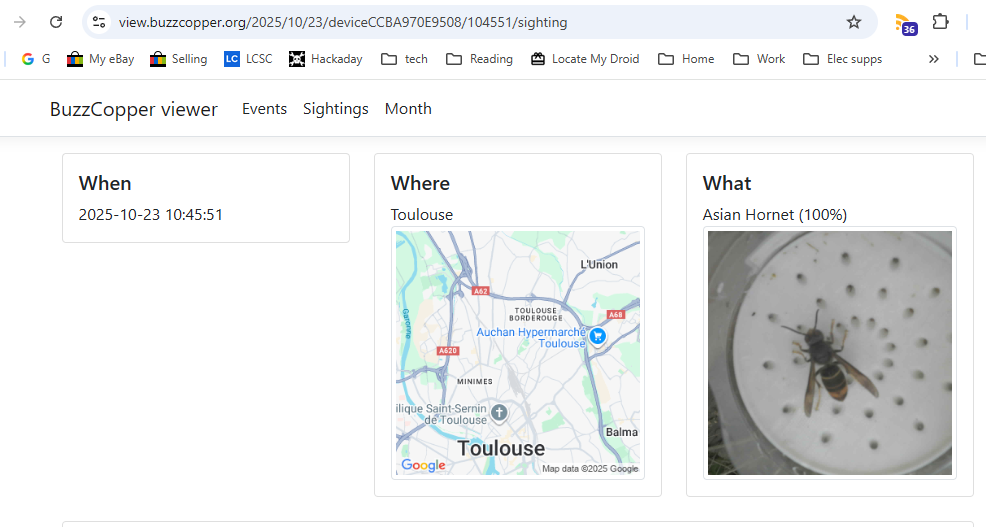 view.buzzcopper.org/2025/10/23/deviceCCBA970E9508/104551/sighting
36
G My eBay Selling LC LCSC Hackaday tech Reading Locate My Droid Home Work Elec supps »
BuzzCopper viewer Events Sightings Month
When
2025-10-23 10:45:51
Where
Toulouse
L'Union
A62
TOULOUSE
BORDEROUGE
A68
Garonne
Auchan Hypermarché
Toulouse
A620
MINIMES
ilique Saint-Sernin
de Toulouse
Balma
Toulouse
Google
Map data ©2025 Google
What
Asian Hornet (100%)